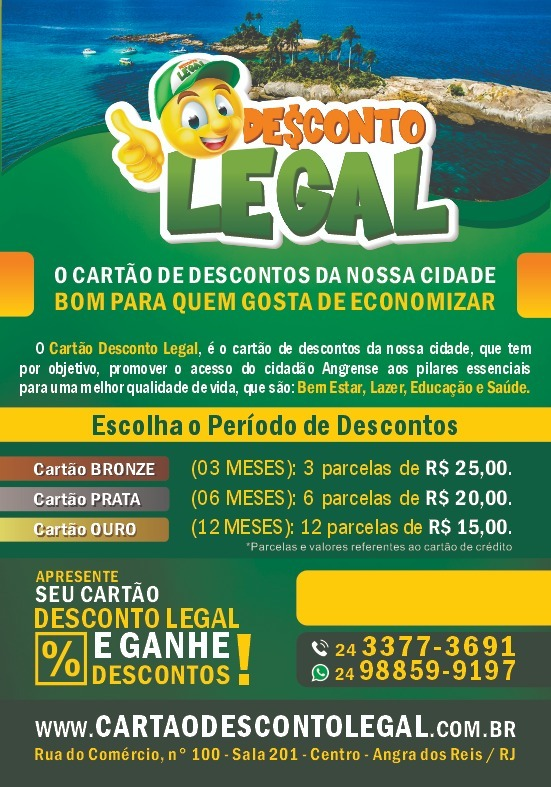 LEGAL
DE$CONTO
LEGAL
O CARTÃO DE DESCONTOS DA NOSSA CIDADE
BOM PARA QUEM GOSTA DE ECONOMIZAR
O Cartão Desconto Legal, é o cartão de descontos da nossa cidade, que tem
por objetivo, promover o acesso do cidadão Angrense aos pilares essenciais
para uma melhor qualidade de vida, que são: Bem Estar, Lazer, Educação e Saúde.
Escolha o Período de Descontos
Cartão BRONZE (03 MESES): 3 parcelas de R$ 25,00.
Cartão PRATA (06 MESES): 6 parcelas de R$ 20,00.
Cartão OURO (12 MESES): 12 parcelas de R$ 15,00.
*Parcelas e valores referentes ao cartão de crédito
APRESENTE
SEU CARTÃO
DESCONTO LEGAL
% E GANHE
DESCONTOS!
24 3377-3691
24 98859-9197
WWW.CARTAODESCONTOLEGAL.COM.BR
Rua do Comércio, n° 100 - Sala 201 - Centro - Angra dos Reis / RJ